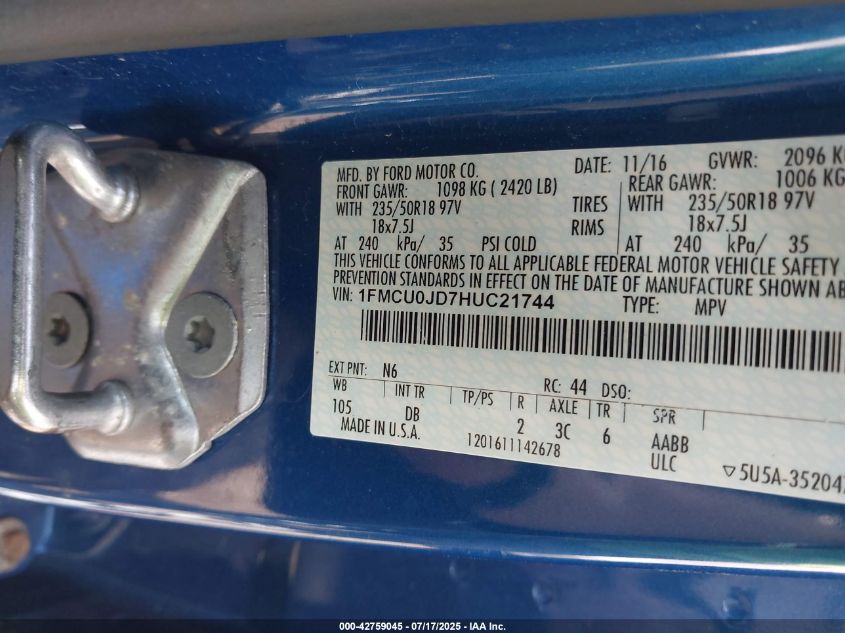 MFD. BY FORD MOTOR CO. DATE: 11/16 GVWR: 2096 K
FRONT GAWR: 1098 KG ( 2420 LB) REAR GAWR: 1006 KG
WITH 235/50R18 97V TIRES WITH 235/50R18 97V
18x7.5J RIMS 18x7.5J
AT 240 kPa/ 35 PSI COLD AT 240 kPa/ 35
THIS VEHICLE CONFORMS TO ALL APPLICABLE FEDERAL MOTOR VEHICLE SAFETY
PREVENTION STANDARDS IN EFFECT ON THE DATE OF MANUFACTURE SHOWN AB
VIN: 1FMCU0JD7HUC21744 TYPE: MPV
EXT PNT: N6 RC: 44 DSO:
WB INT TR TP/PS R AXLE TR SPR
105 DB 2 3C 6 AABB
MADE IN U.S.A. 1201611142678 ULC ▽5U5A-35204
000-42759045 / 07/17/2025 - IAA Inc.